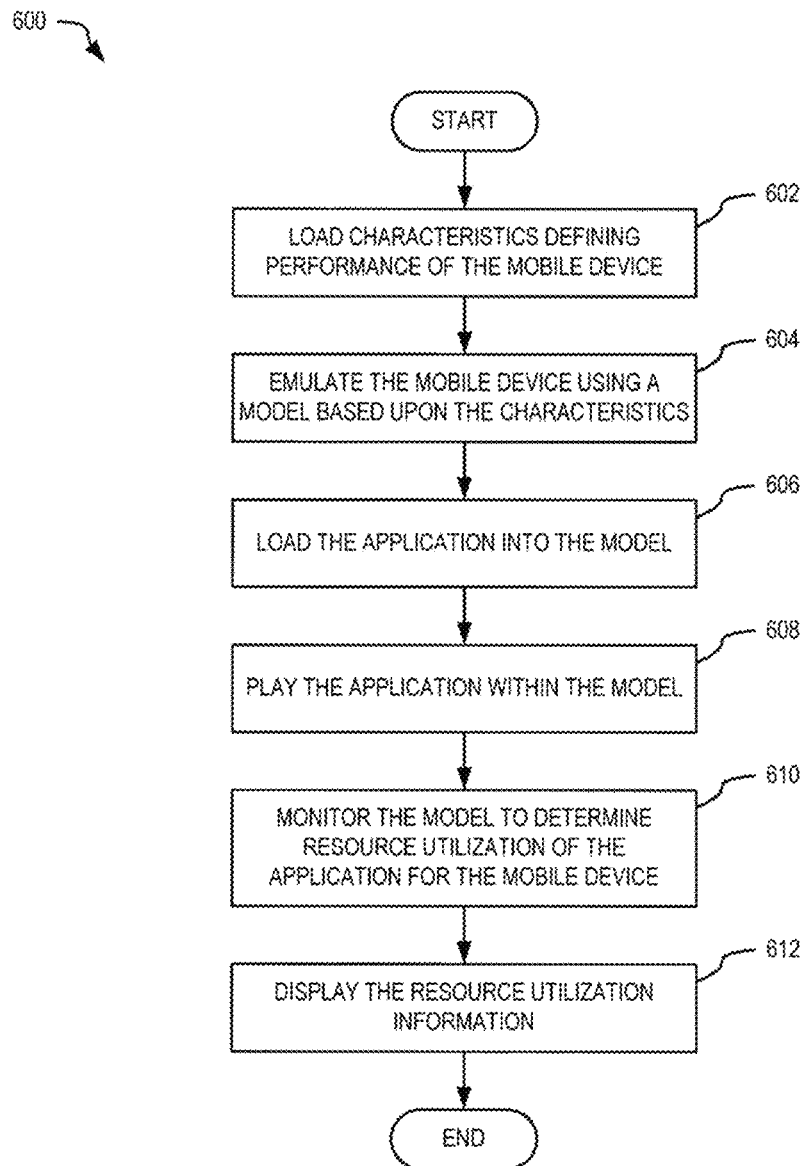 600
START
602
LOAD CHARACTERISTICS DEFINING
PERFORMANCE OF THE MOBILE DEVICE
604
EMULATE THE MOBILE DEVICE USING A
MODEL BASED UPON THE CHARACTERISTICS
606
LOAD THE APPLICATION INTO THE MODEL
608
PLAY THE APPLICATION WITHIN THE MODEL
610
MONITOR THE MODEL TO DETERMINE
RESOURCE UTILIZATION OF THE
APPLICATION FOR THE MOBILE DEVICE
612
DISPLAY THE RESOURCE UTILIZATION
INFORMATION
END